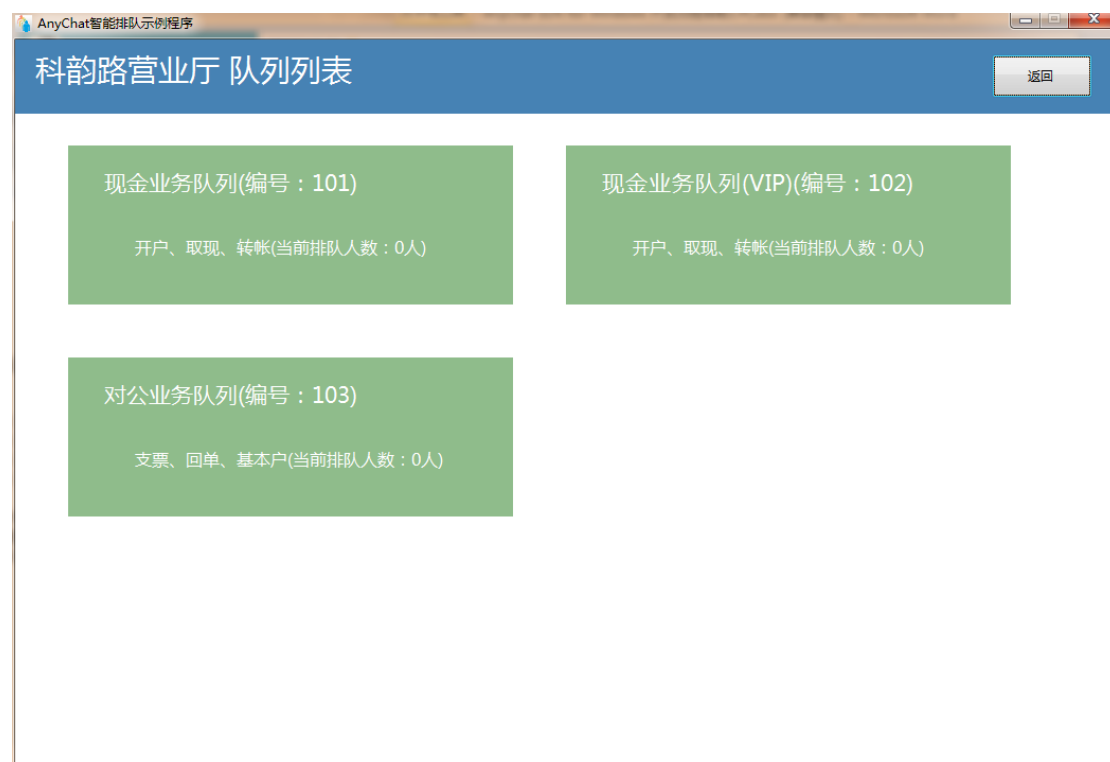 AnyChat智能排队示例程序
科韵路营业厅 队列列表
返回
现金业务队列(编号：101)
开户、取现、转帐(当前排队人数：0人)
现金业务队列(VIP)(编号：102)
开户、取现、转帐(当前排队人数：0人)
对公业务队列(编号：103)
支票、回单、基本户(当前排队人数：0人)